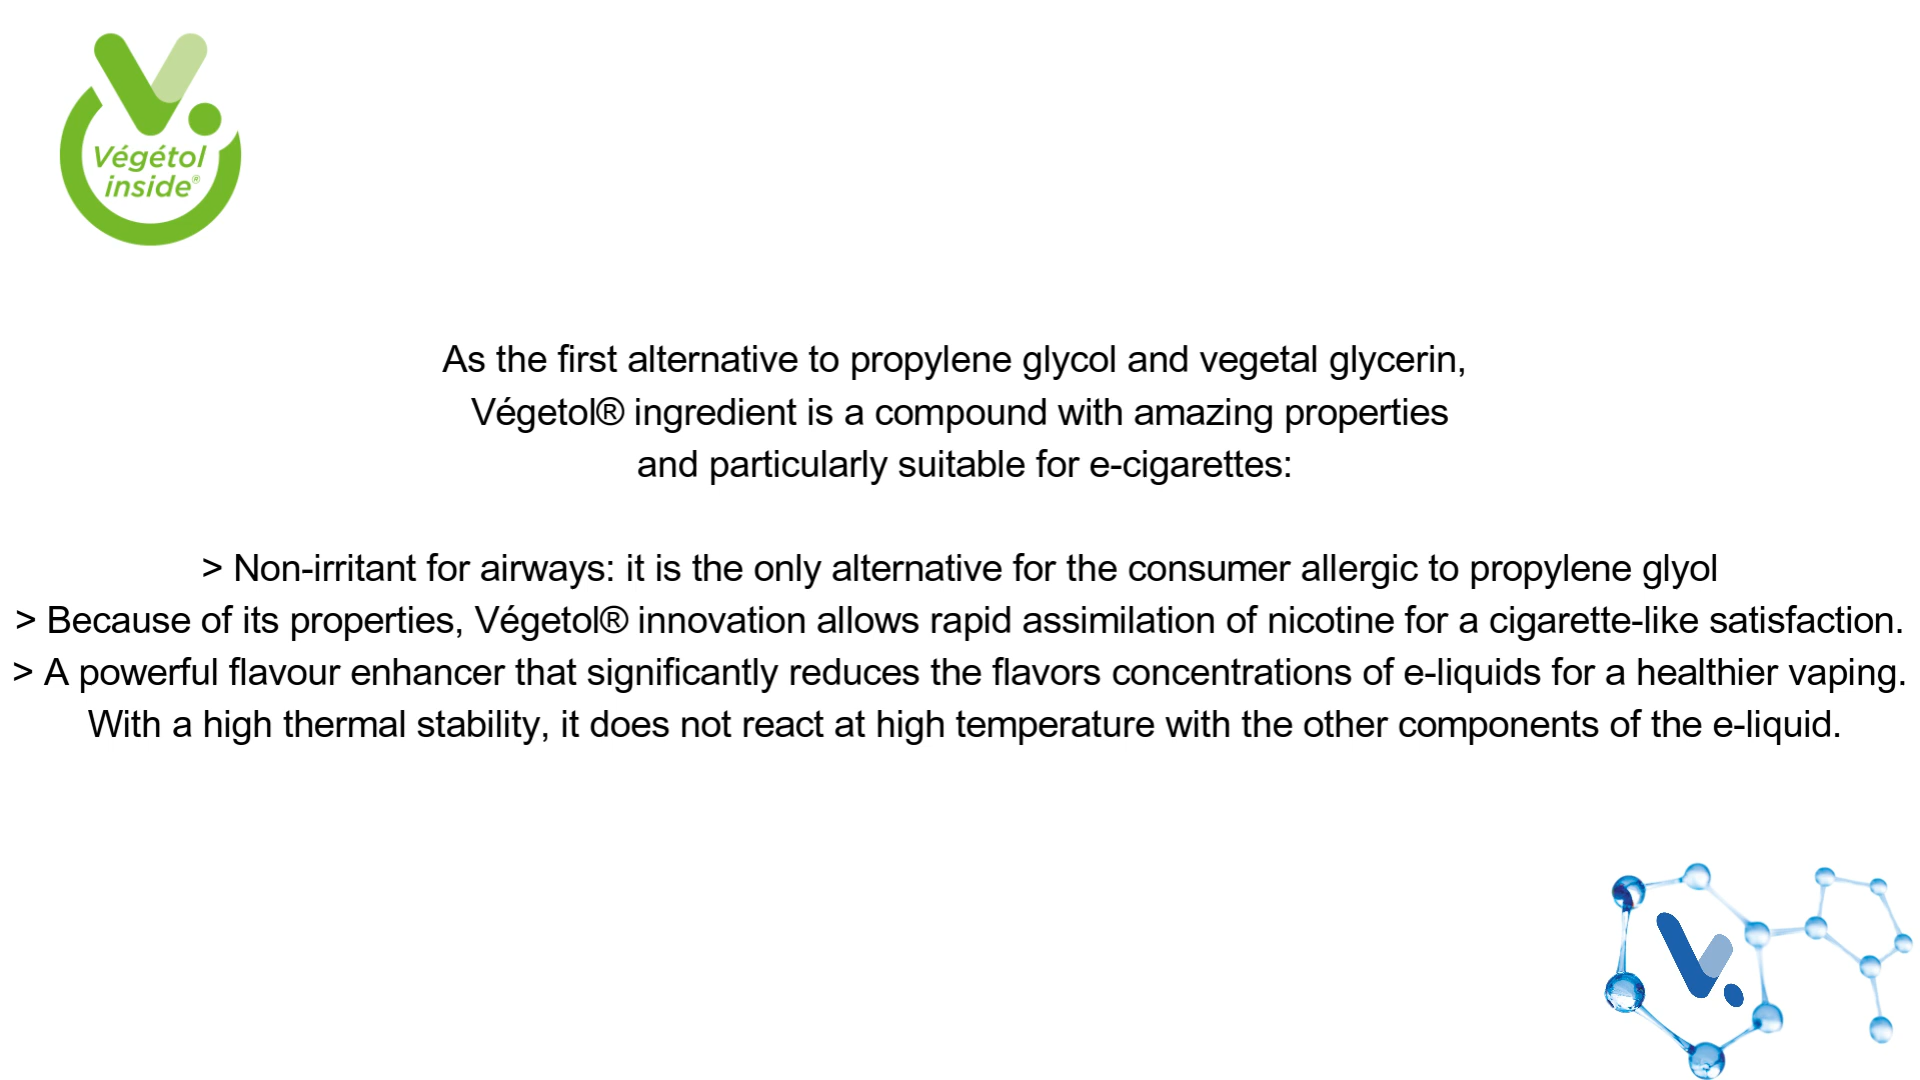 Végétol
inside®
As the first alternative to propylene glycol and vegetal glycerin,
Végetol® ingredient is a compound with amazing properties
and particularly suitable for e-cigarettes:
> Non-irritant for airways: it is the only alternative for the consumer allergic to propylene glyol
> Because of its properties, Végetol® innovation allows rapid assimilation of nicotine for a cigarette-like satisfaction.
> A powerful flavour enhancer that significantly reduces the flavors concentrations of e-liquids for a healthier vaping.
With a high thermal stability, it does not react at high temperature with the other components of the e-liquid.